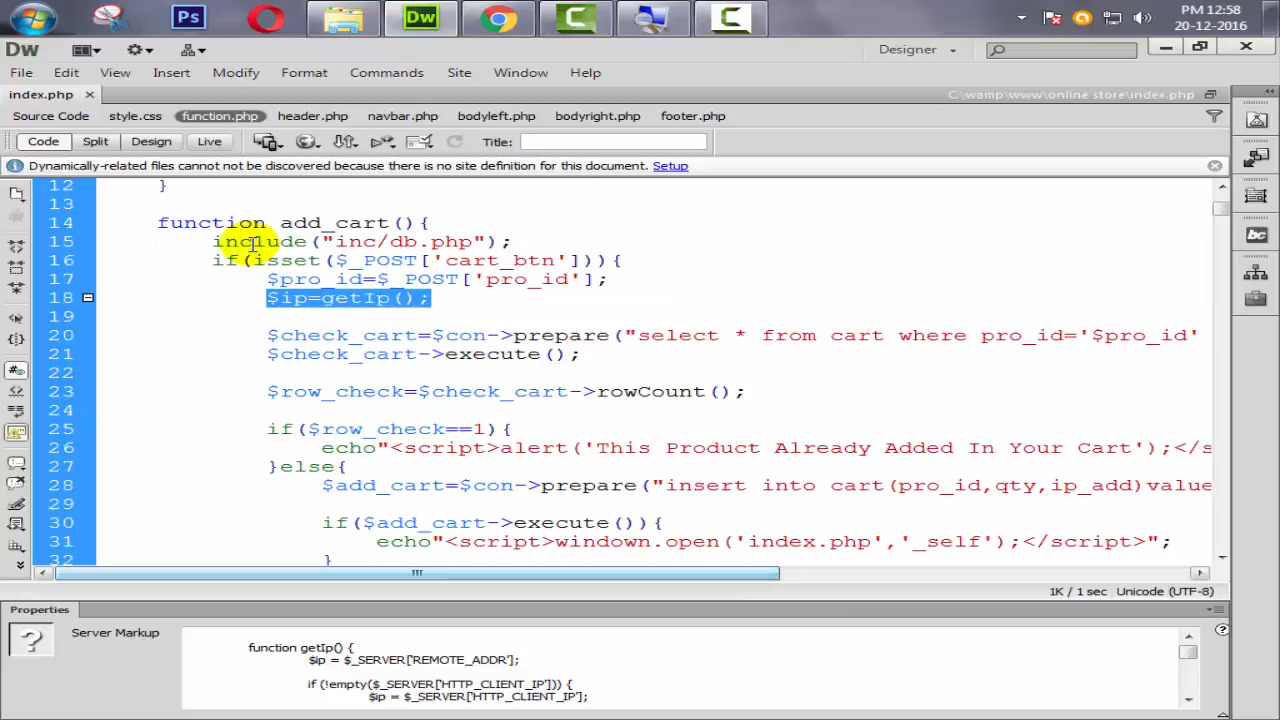 Ps
Dw
PM 12:58
20-12-2016
Dw
Designer
File Edit View Insert Modify Format Commands Site Window Help
index.php
C:\wamp\www\online store\index.php
Source Code style.css function.php header.php navbar.php bodyleft.php bodyright.php footer.php
Code Split Design Live Title:
Dynamically-related files cannot not be discovered because there is no site definition for this document. Setup
12 }
13
14 function add_cart(){
15 include("inc/db.php");
16 if(isset($_POST['cart_btn'])){
17 $pro_id=$_POST['pro_id'];
18 $ip=getIp();
19
20 $check_cart=$con->prepare("select * from cart where pro_id='$pro_id'
21 $check_cart->execute();
22
23 $row_check=$check_cart->rowCount();
24
25 if($row_check==1){
26 echo"<script>alert('This Product Already Added In Your Cart');</s
27 }else{
28 $add_cart=$con->prepare("insert into cart(pro_id,qty,ip_add)value
29
30 if($add_cart->execute()){
31 echo"<script>windown.open('index.php','_self');</script>";
32 }
1K / 1 sec Unicode (UTF-8)
Properties
Server Markup
function getIp() {
$ip = $_SERVER['REMOTE_ADDR'];
if (!empty($_SERVER['HTTP_CLIENT_IP'])) {
$ip = $_SERVER['HTTP_CLIENT_IP'];